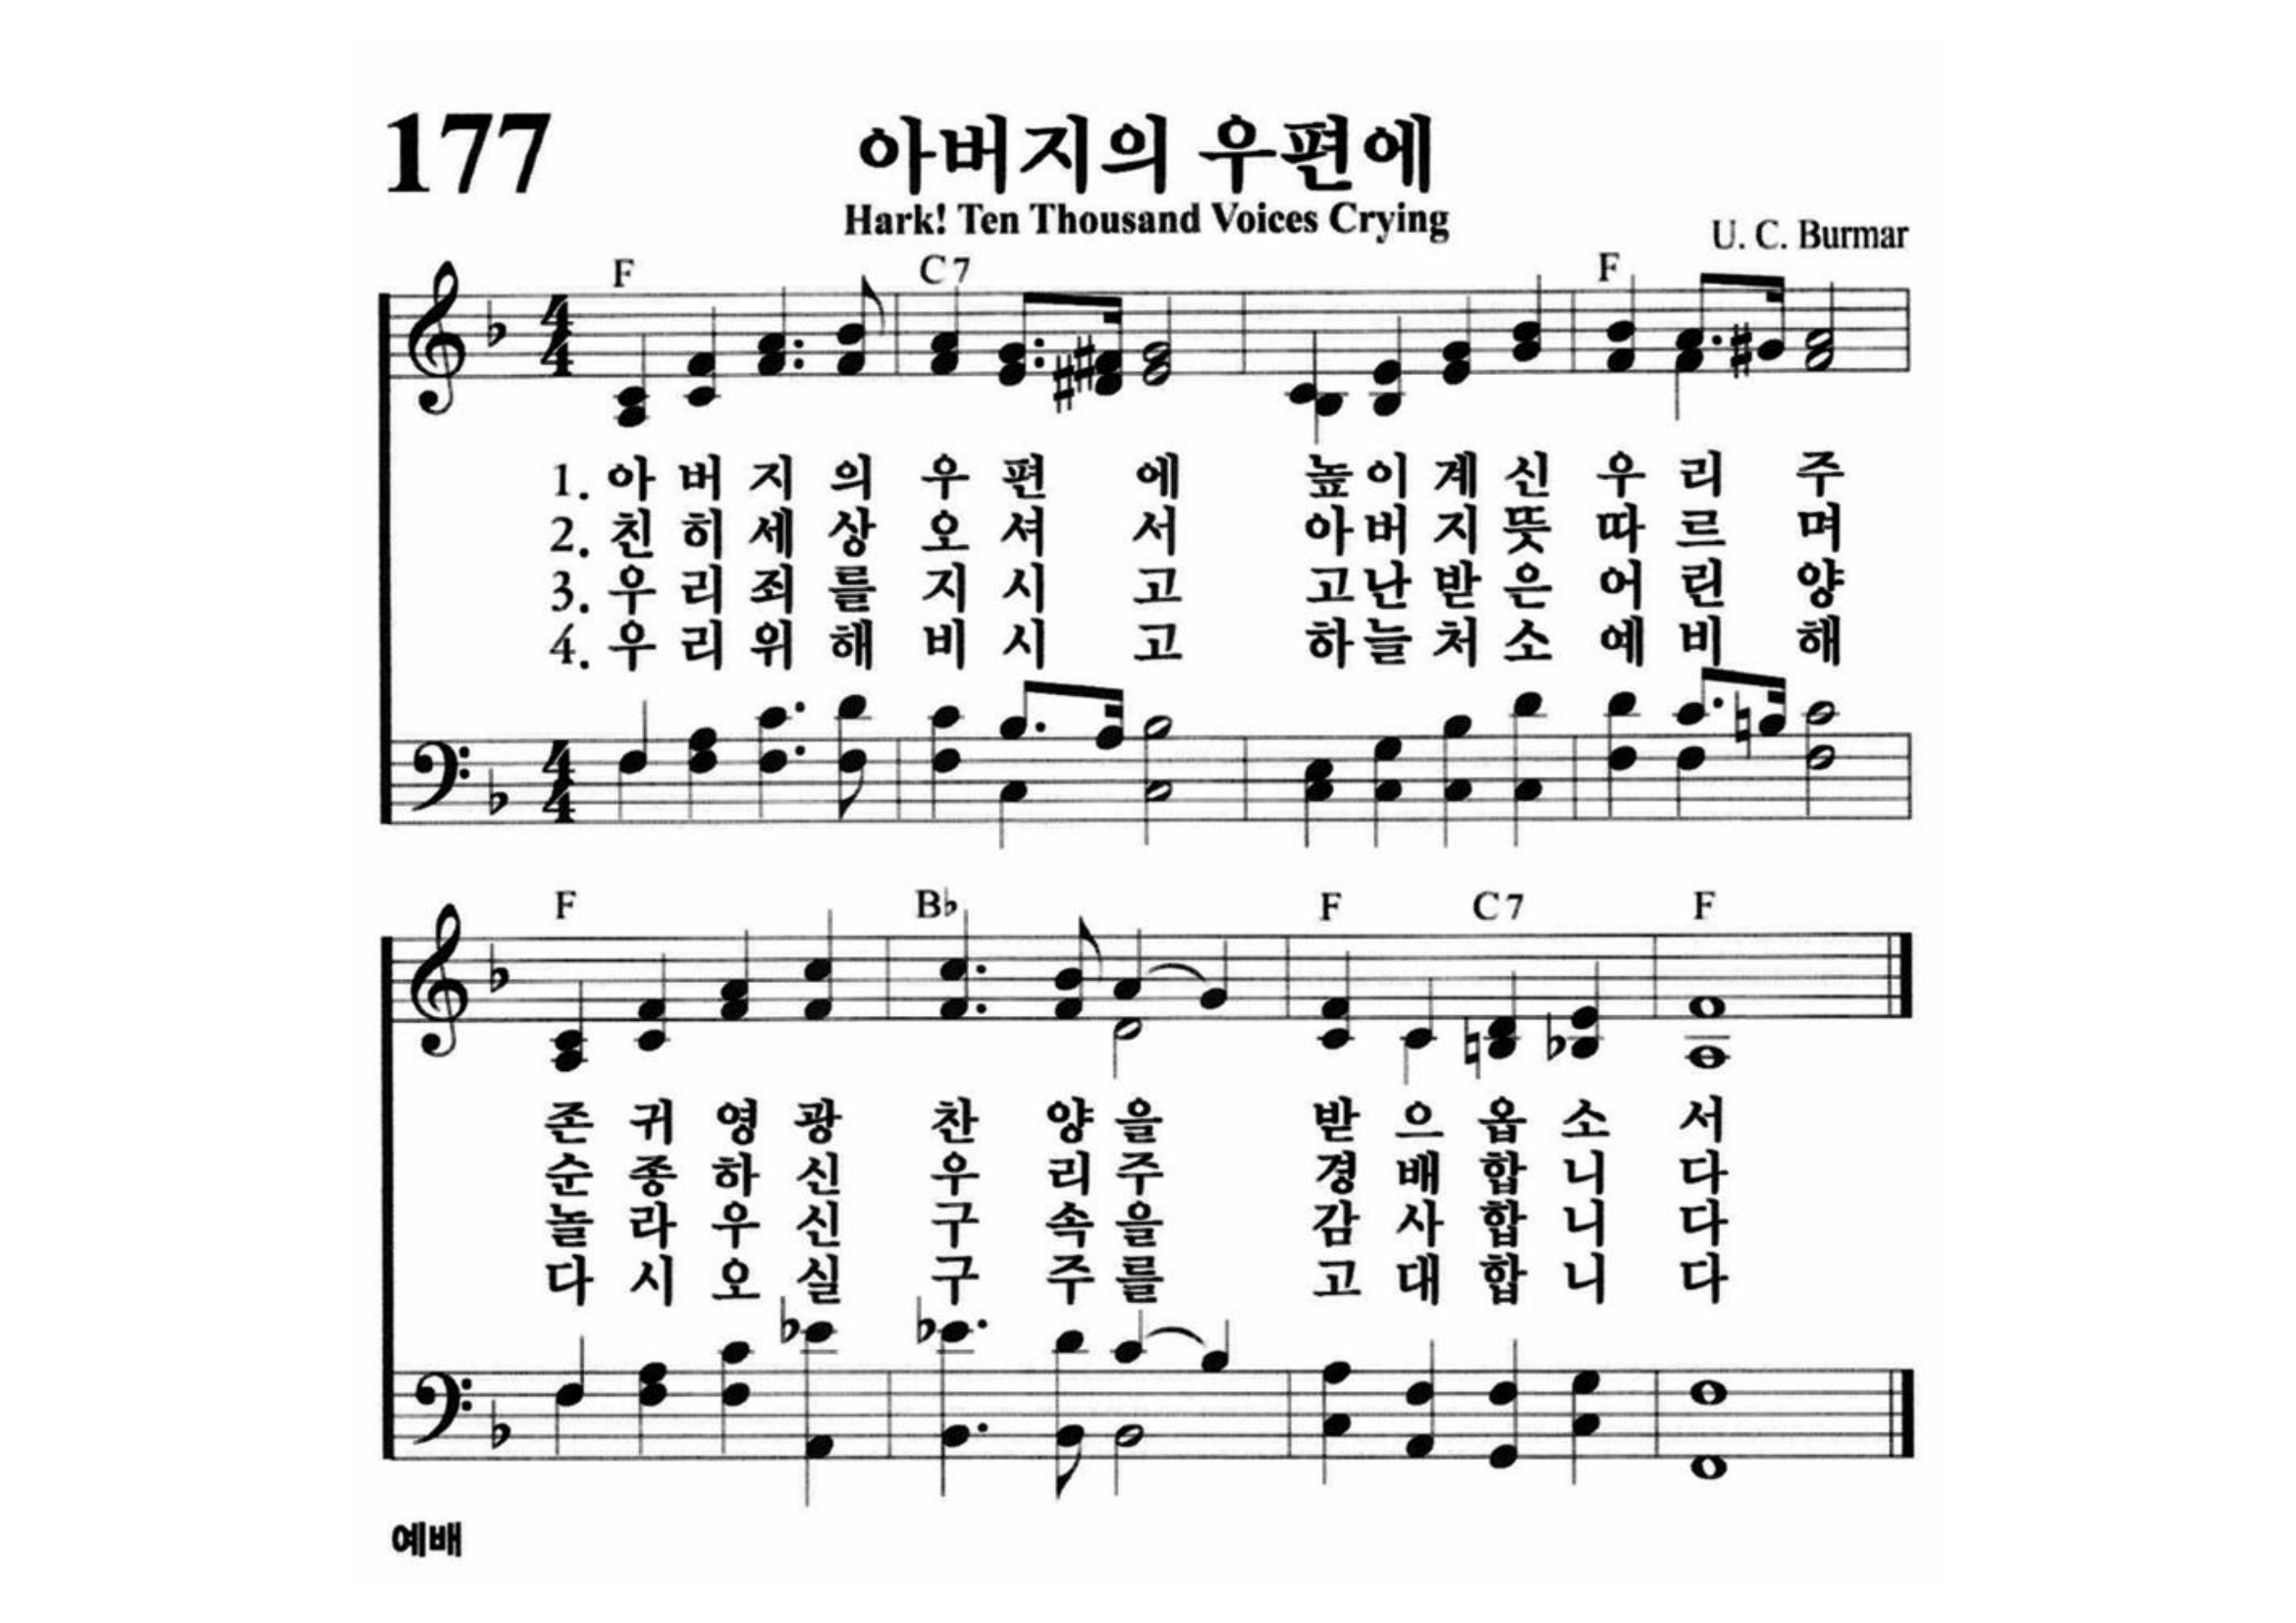 177
아버지의 우편에
Hark! Ten Thousand Voices Crying
U. C. Burmar
F C7 F
1. 아 버 지 의 우 편 에 높 이 계 신 우 리 주
2. 친 히 세 상 오 셔 서 아 버 지 뜻 따 르 며
3. 우 리 죄 를 지 시 고 고 난 받 은 어 린 양
4. 우 리 위 해 비 시 고 하 늘 처 소 예 비 해
F B♭ F C7 F
존 귀 영 광 찬 양 을 받 으 옵 소 서
순 종 하 신 우 리 주 경 배 합 니 다
놀 라 우 신 구 속 을 감 사 합 니 다
다 시 오 실 구 주 를 고 대 합 니 다
예배